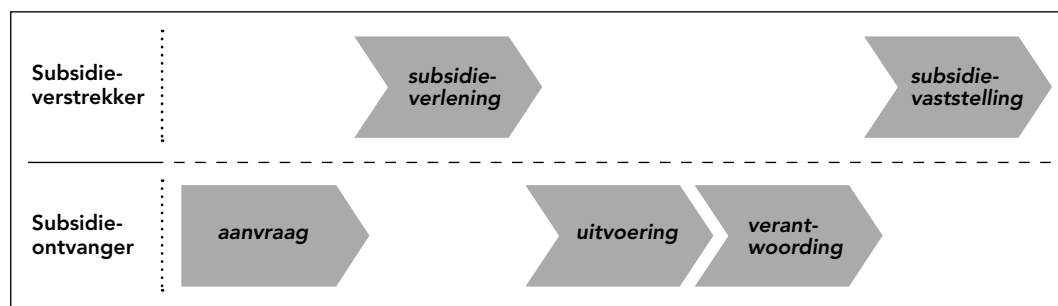 Subsidie-
verstrekker
subsidie-
verlening
subsidie-
vaststelling
Subsidie-
ontvanger
aanvraag
uitvoering
verant-
woording